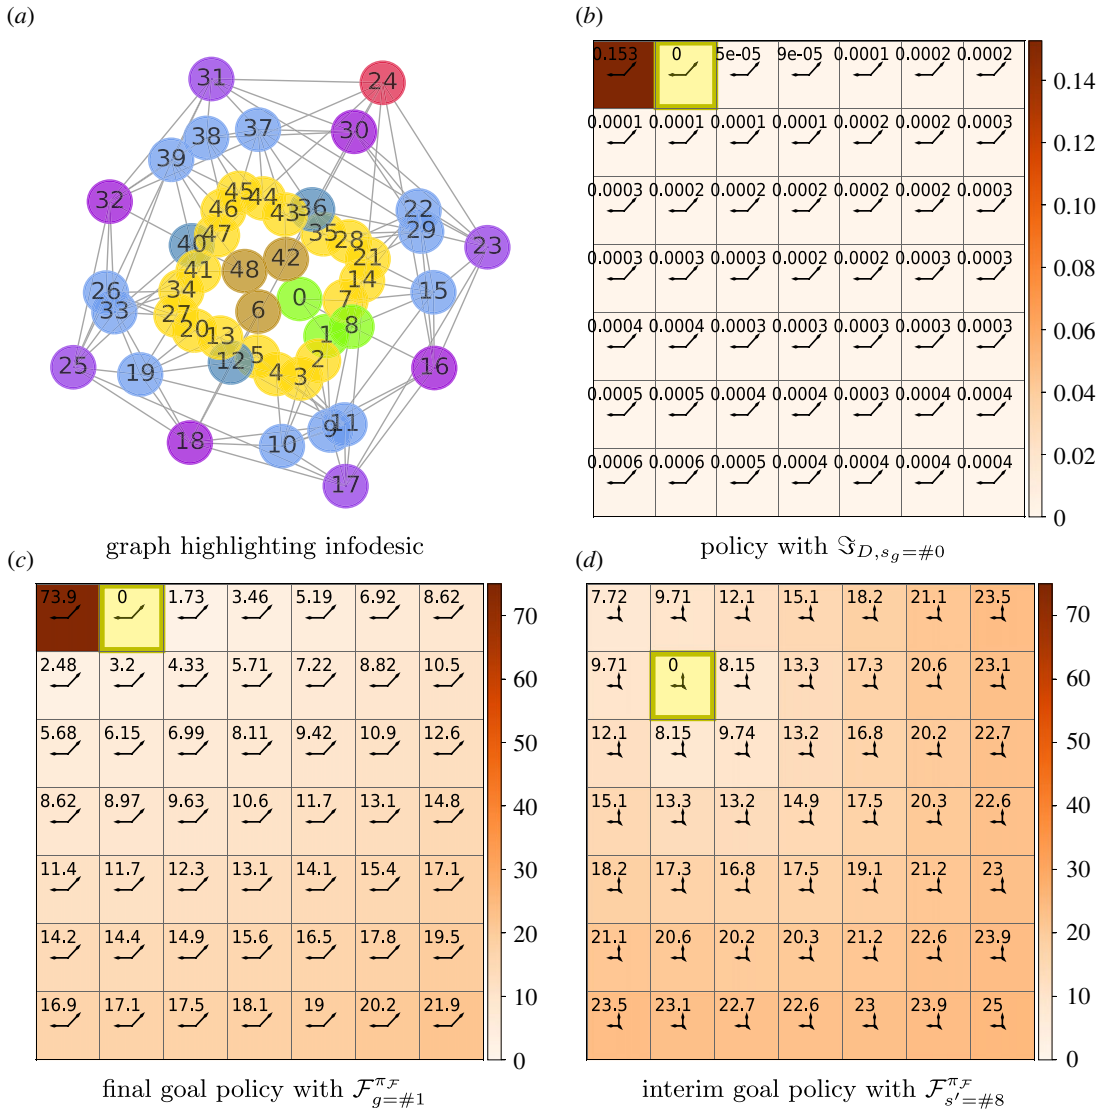 (a)
31
24
38
37
30
39
45
44
32
46
43
36
22
35
47
28
29
40
23
42
21
41
48
14
34
26
0
7
15
33
27
6
8
20
13
1
12
5
2
25
19
4
3
16
18
10
9
11
17
graph highlighting infodesic
(b)
0.153 0 5e-05 9e-05 0.0001 0.0002 0.0002
0.0001 0.0001 0.0001 0.0001 0.0002 0.0002 0.0003
0.0003 0.0002 0.0002 0.0002 0.0002 0.0002 0.0003
0.0003 0.0003 0.0003 0.0003 0.0002 0.0003 0.0003
0.0004 0.0004 0.0003 0.0003 0.0003 0.0003 0.0003
0.0005 0.0005 0.0004 0.0004 0.0003 0.0004 0.0004
0.0006 0.0006 0.0005 0.0004 0.0004 0.0004 0.0004
0.14
0.12
0.10
0.08
0.06
0.04
0.02
0
policy with ℑ_{D,s_g=#0}
(c)
73.9 0 1.73 3.46 5.19 6.92 8.62
2.48 3.2 4.33 5.71 7.22 8.82 10.5
5.68 6.15 6.99 8.11 9.42 10.9 12.6
8.62 8.97 9.63 10.6 11.7 13.1 14.8
11.4 11.7 12.3 13.1 14.1 15.4 17.1
14.2 14.4 14.9 15.6 16.5 17.8 19.5
16.9 17.1 17.5 18.1 19 20.2 21.9
70
60
50
40
30
20
10
0
final goal policy with ℱ^{π_ℱ}_{g=#1}
(d)
7.72 9.71 12.1 15.1 18.2 21.1 23.5
9.71 0 8.15 13.3 17.3 20.6 23.1
12.1 8.15 9.74 13.2 16.8 20.2 22.7
15.1 13.3 13.2 14.9 17.5 20.3 22.6
18.2 17.3 16.8 17.5 19.1 21.2 23
21.1 20.6 20.2 20.3 21.2 22.6 23.9
23.5 23.1 22.7 22.6 23 23.9 25
70
60
50
40
30
20
10
0
interim goal policy with ℱ^{π_ℱ}_{s′=#8}